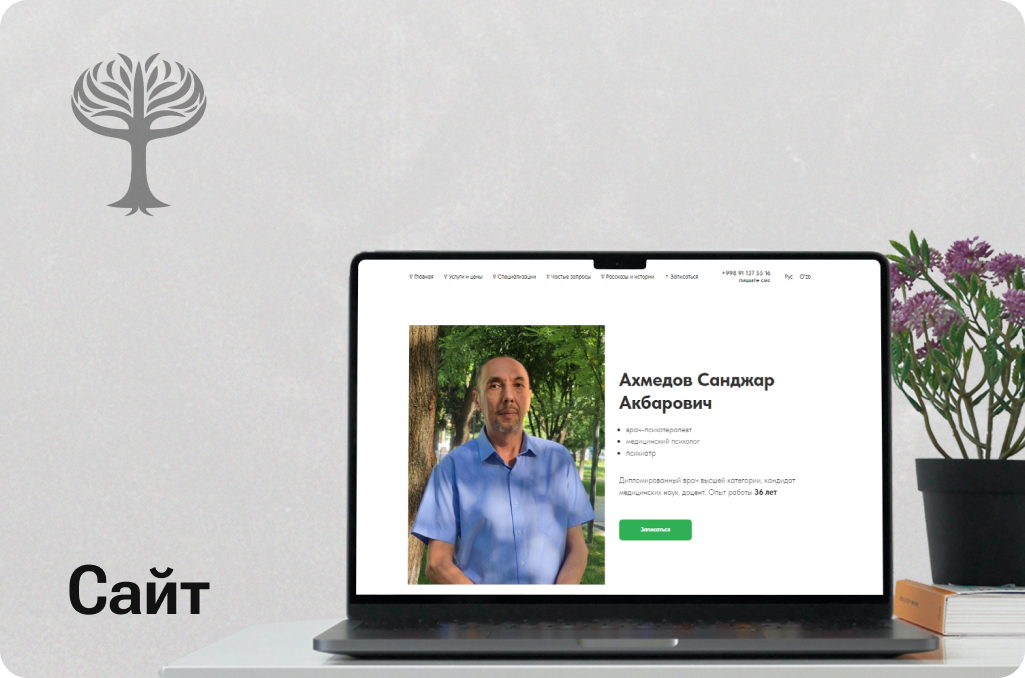 Главная Услуги и цены Специализации Частые запросы Рассказы и истории Записаться +998 91 137 55 16 Рус O'zb
пишите смс
Ахмедов Санджар
Акбарович
врач-психотерапевт
медицинский психолог
психиатр
Дипломированный врач высшей категории, кандидат
медицинских наук, доцент. Опыт работы 36 лет
Записаться
Сайт